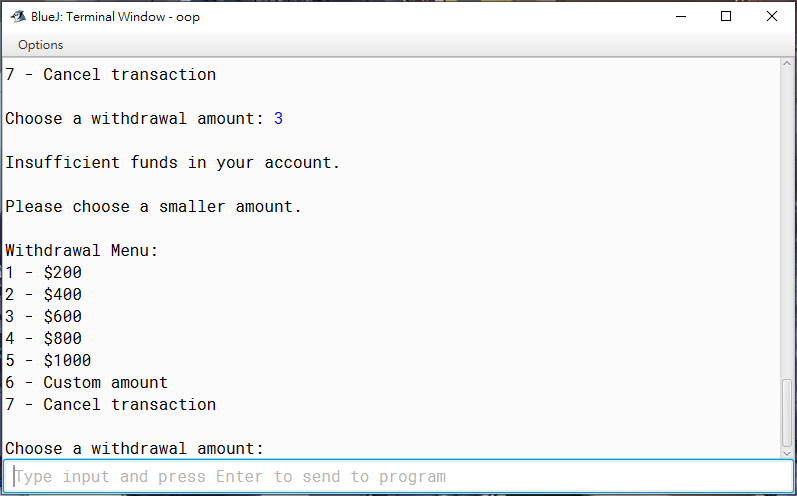 BlueJ: Terminal Window - oop
Options
7 - Cancel transaction
Choose a withdrawal amount: 3
Insufficient funds in your account.
Please choose a smaller amount.
Withdrawal Menu:
1 - $200
2 - $400
3 - $600
4 - $800
5 - $1000
6 - Custom amount
7 - Cancel transaction
Choose a withdrawal amount:
Type input and press Enter to send to program